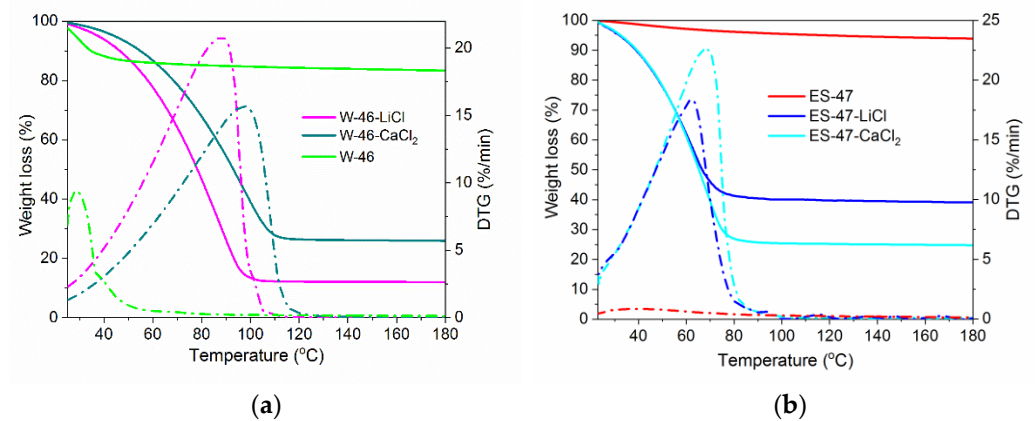 (a)
Weight loss (%)
100
80
60
40
20
0
W-46-LiCl
W-46-CaCl₂
W-46
20
15
10
5
0
DTG (%/min)
40 60 80 100 120 140 160 180
Temperature (°C)
(a)
Weight loss (%)
100
90
80
70
60
50
40
30
20
10
0
(b)
ES-47
ES-47-LiCl
ES-47-CaCl₂
25
20
15
10
5
0
DTG (%/min)
40 60 80 100 120 140 160 180
Temperature (°C)
(b)